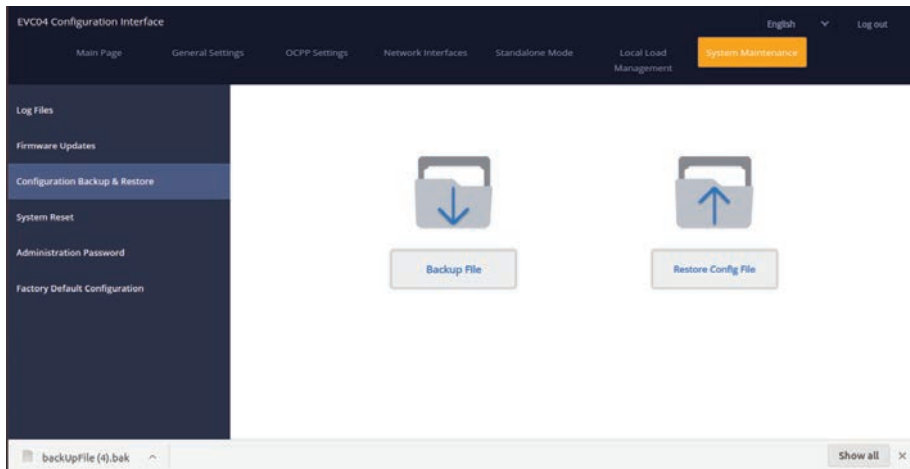 EVC04 Configuration Interface
English
Log out
Main Page
General Settings
OCPP Settings
Network Interfaces
Standalone Mode
Local Load
Management
System Maintenance
Log Files
Firmware Updates
Configuration Backup & Restore
System Reset
Administration Password
Factory Default Configuration
Backup File
Restore Config File
backUpFile (4).bak
Show all